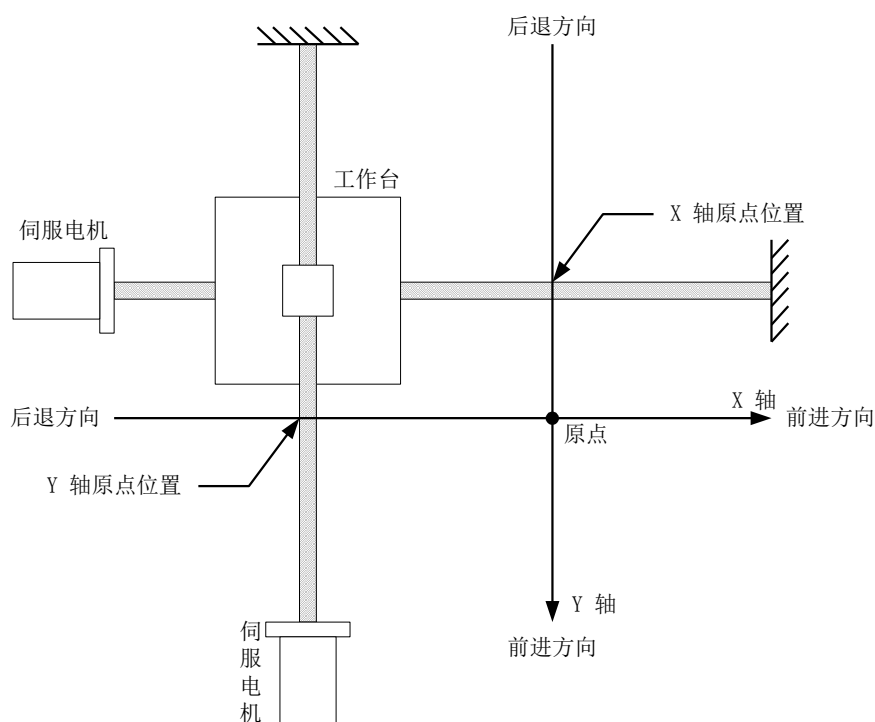 后退方向
工作台
X 轴原点位置
伺服电机
后退方向
X 轴
前进方向
原点
Y 轴原点位置
Y 轴
伺服电机
前进方向